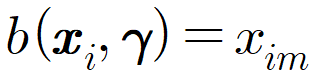 b(𝒙ᵢ, 𝜸) = xᵢₘ